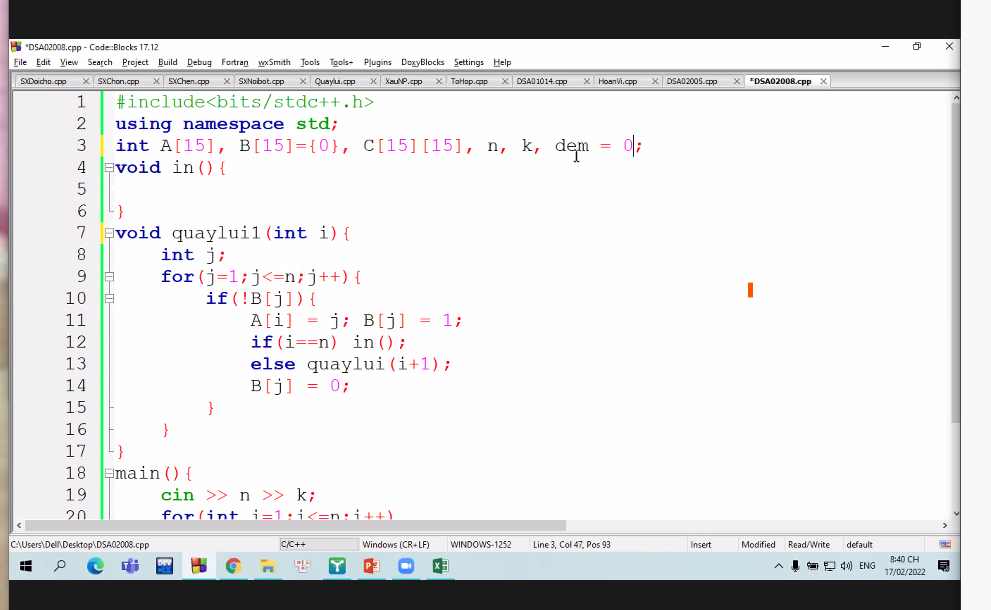 *DSA02008.cpp - Code::Blocks 17.12
File Edit View Search Project Build Debug Fortran wxSmith Tools Tools+ Plugins DoxyBlocks Settings Help
SXDoicho.cpp SXChon.cpp SXChen.cpp SXNoibot.cpp Quaylui.cpp XauNP.cpp ToHop.cpp DSA01014.cpp HoanVi.cpp DSA02005.cpp *DSA02008.cpp
1 #include<bits/stdc++.h>
2 using namespace std;
3 int A[15], B[15]={0}, C[15][15], n, k, dem = 0;
4 void in(){
5
6 }
7 void quaylui1(int i){
8 int j;
9 for(j=1;j<=n;j++){
10 if(!B[j]){
11 A[i] = j; B[j] = 1;
12 if(i==n) in();
13 else quaylui(i+1);
14 B[j] = 0;
15 }
16 }
17 }
18 main(){
19 cin >> n >> k;
20 for(int i=1;i<=n;i++)
C:\Users\Dell\Desktop\DSA02008.cpp C/C++ Windows (CR+LF) WINDOWS-1252 Line 3, Col 47, Pos 93 Insert Modified Read/Write default
ENG 8:40 CH
17/02/2022